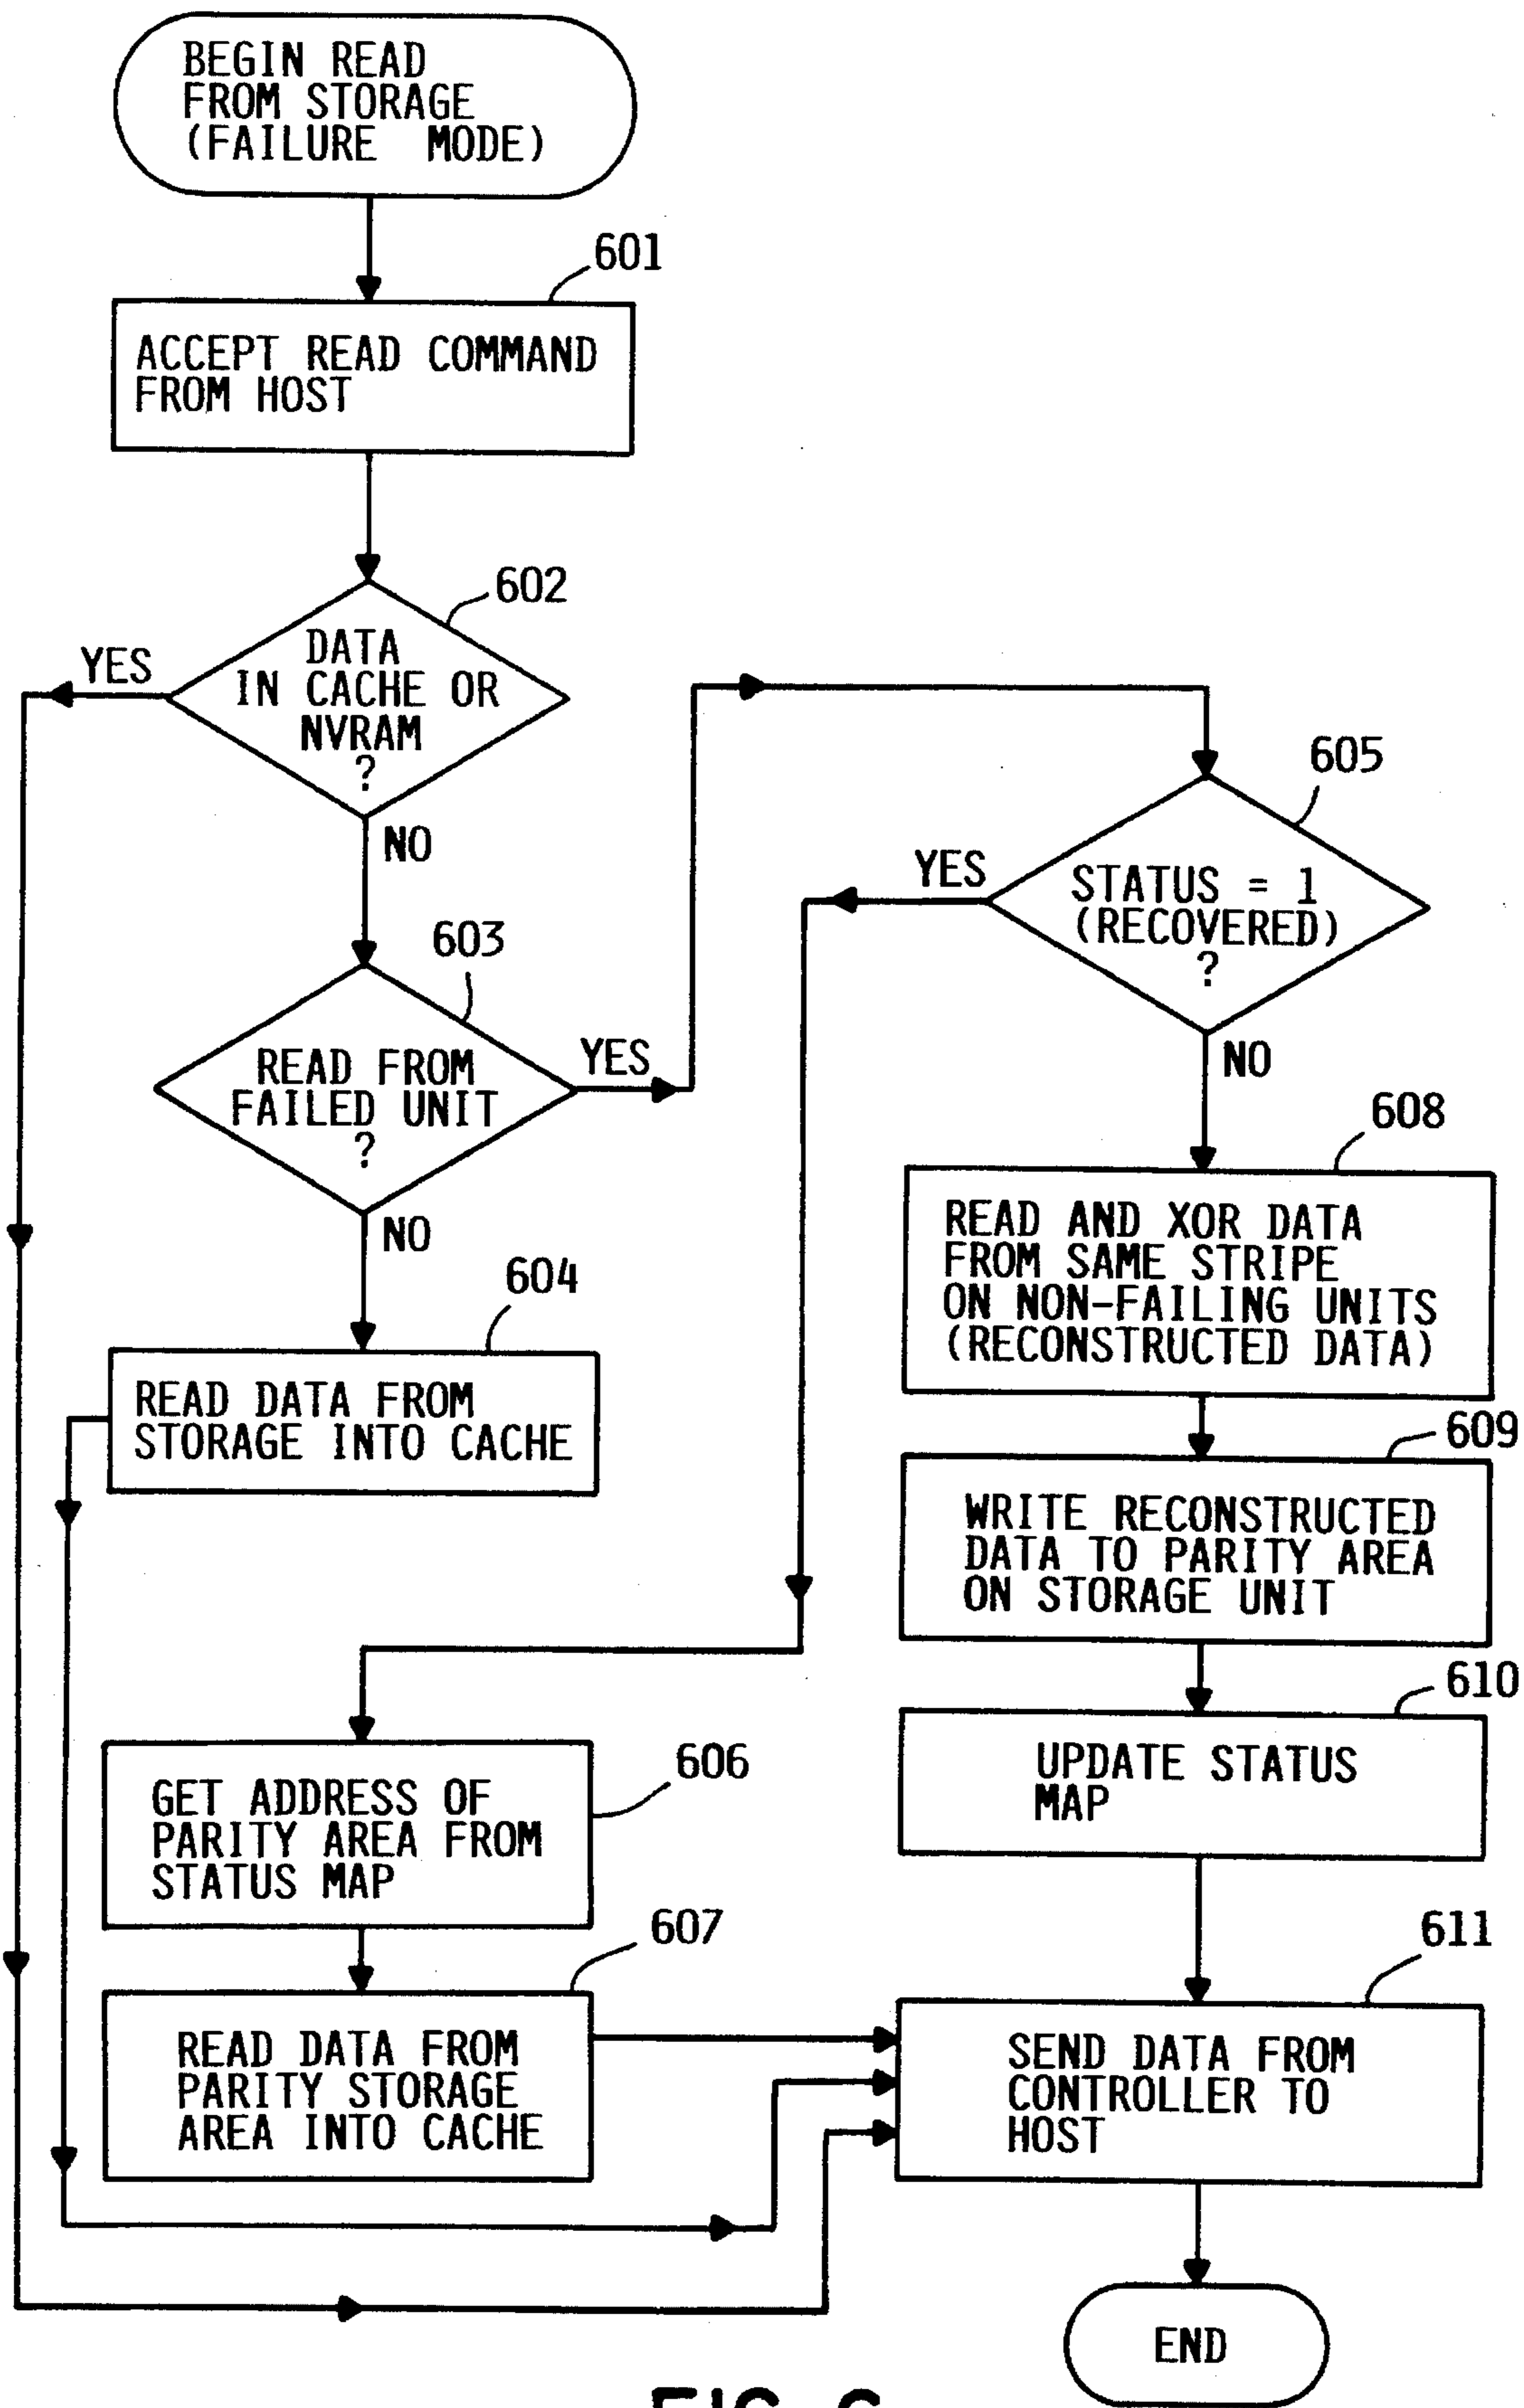 BEGIN READ
FROM STORAGE
(FAILURE MODE)
601
ACCEPT READ COMMAND
FROM HOST
602
DATA
IN CACHE OR
NVRAM
?
YES
NO
603
READ FROM
FAILED UNIT
?
YES
NO
604
READ DATA FROM
STORAGE INTO CACHE
605
STATUS = 1
(RECOVERED)
?
YES
NO
606
GET ADDRESS OF
PARITY AREA FROM
STATUS MAP
607
READ DATA FROM
PARITY STORAGE
AREA INTO CACHE
608
READ AND XOR DATA
FROM SAME STRIPE
ON NON-FAILING UNITS
(RECONSTRUCTED DATA)
609
WRITE RECONSTRUCTED
DATA TO PARITY AREA
ON STORAGE UNIT
610
UPDATE STATUS
MAP
611
SEND DATA FROM
CONTROLLER TO
HOST
END